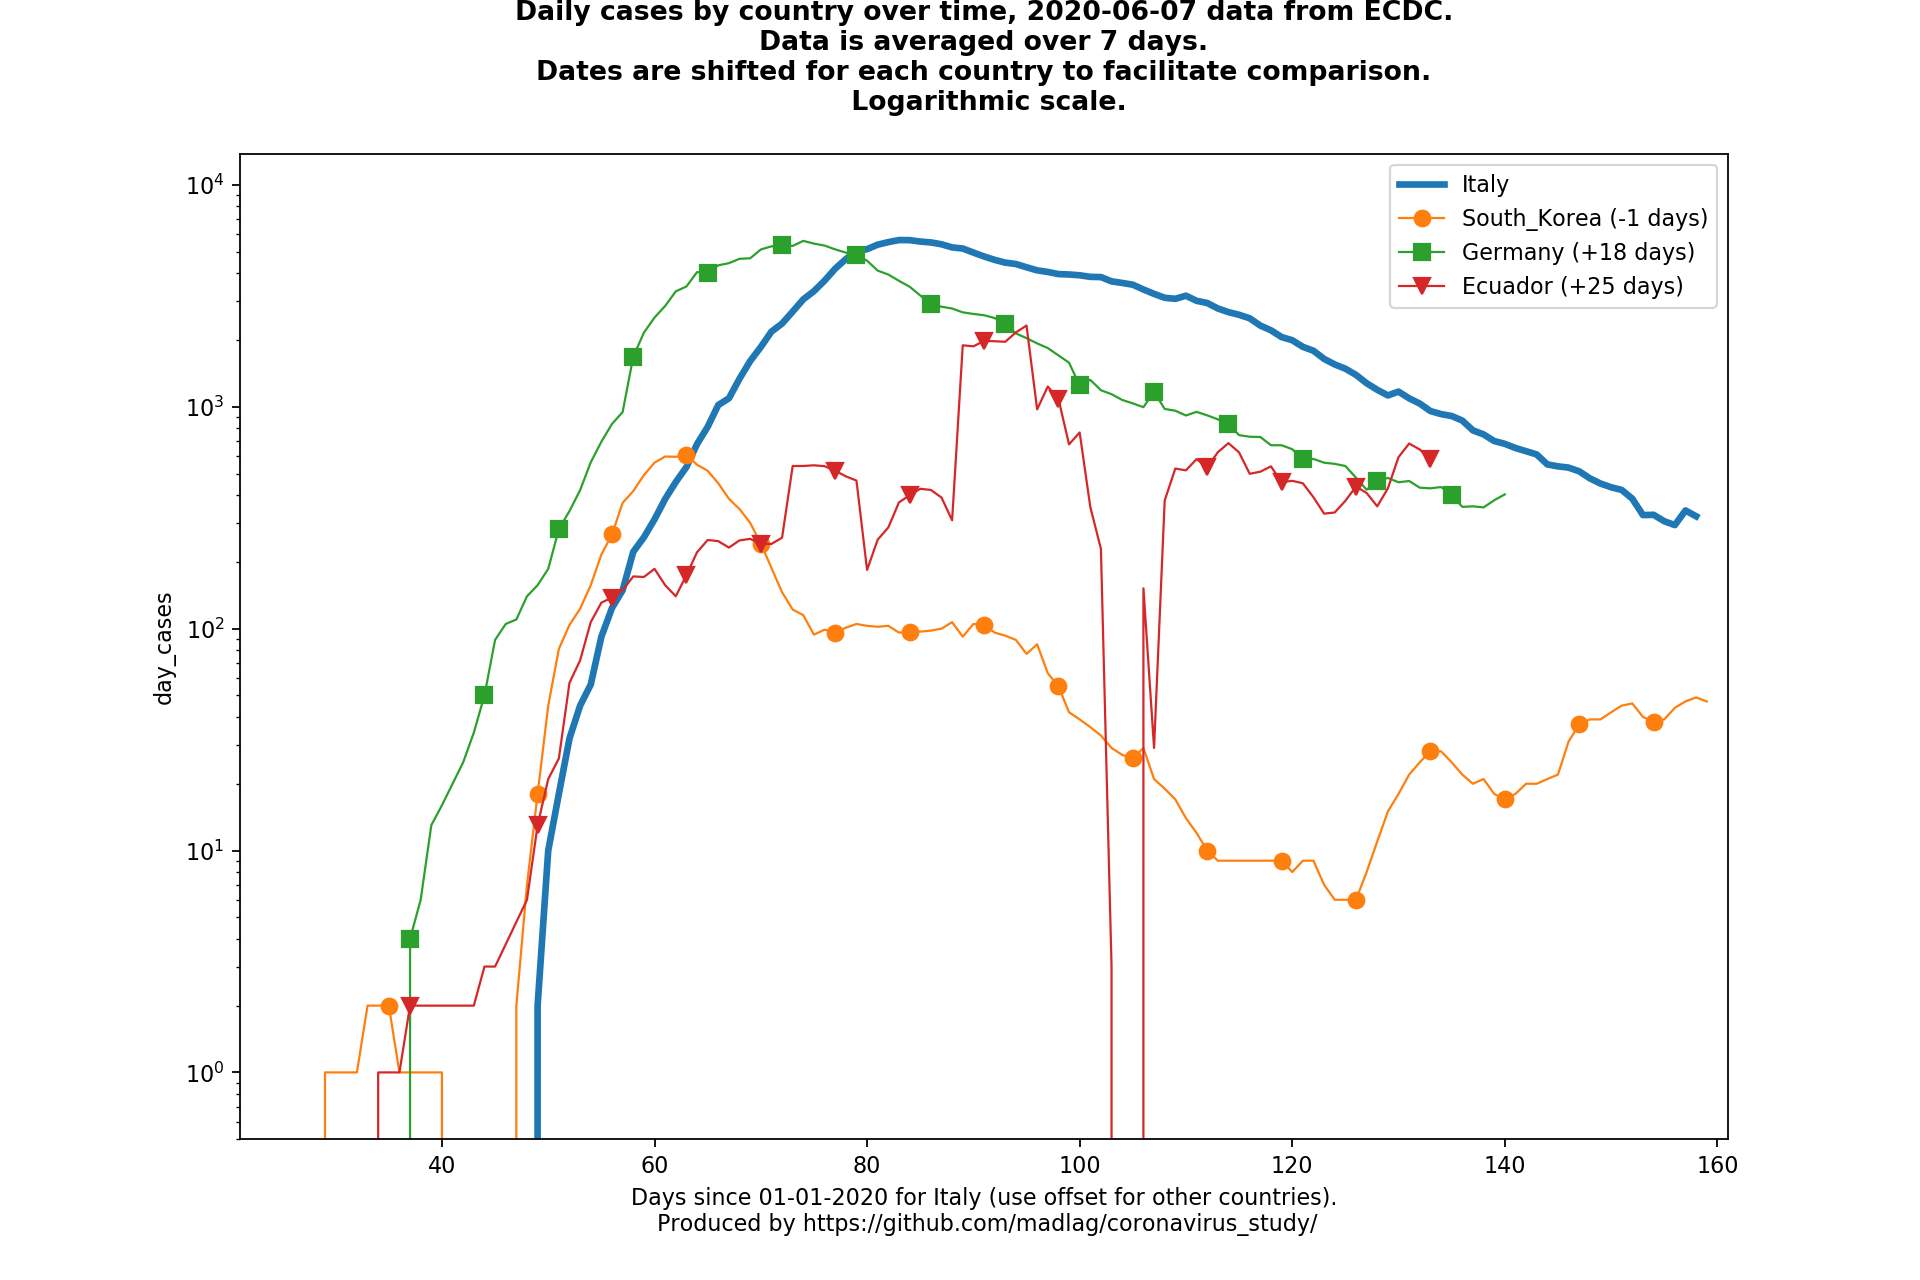 Daily cases by country over time, 2020-06-07 data from ECDC.
Data is averaged over 7 days.
Dates are shifted for each country to facilitate comparison.
Logarithmic scale.
Italy
South_Korea (-1 days)
Germany (+18 days)
Ecuador (+25 days)
day_cases
10⁴
10³
10²
10¹
10⁰
40 60 80 100 120 140 160
Days since 01-01-2020 for Italy (use offset for other countries).
Produced by https://github.com/madlag/coronavirus_study/